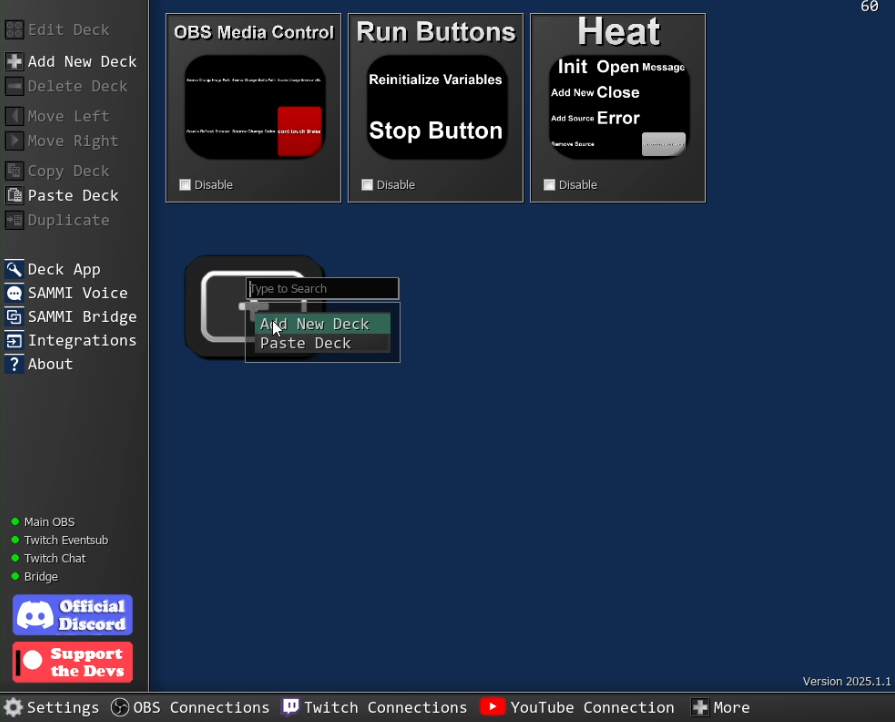 60
Edit Deck
Add New Deck
Delete Deck
Move Left
Move Right
Copy Deck
Paste Deck
Duplicate
Deck App
SAMMI Voice
SAMMI Bridge
Integrations
About
Main OBS
Twitch Eventsub
Twitch Chat
Bridge
Official
Discord
Support
the Devs
OBS Media Control
Disable
Run Buttons
Reinitialize Variables
Stop Button
Disable
Heat
Init Open Message
Add New Close
Add Source Error
Remove Source
Disable
Type to Search
Add New Deck
Paste Deck
Version 2025.1.1
Settings
OBS Connections
Twitch Connections
YouTube Connection
More